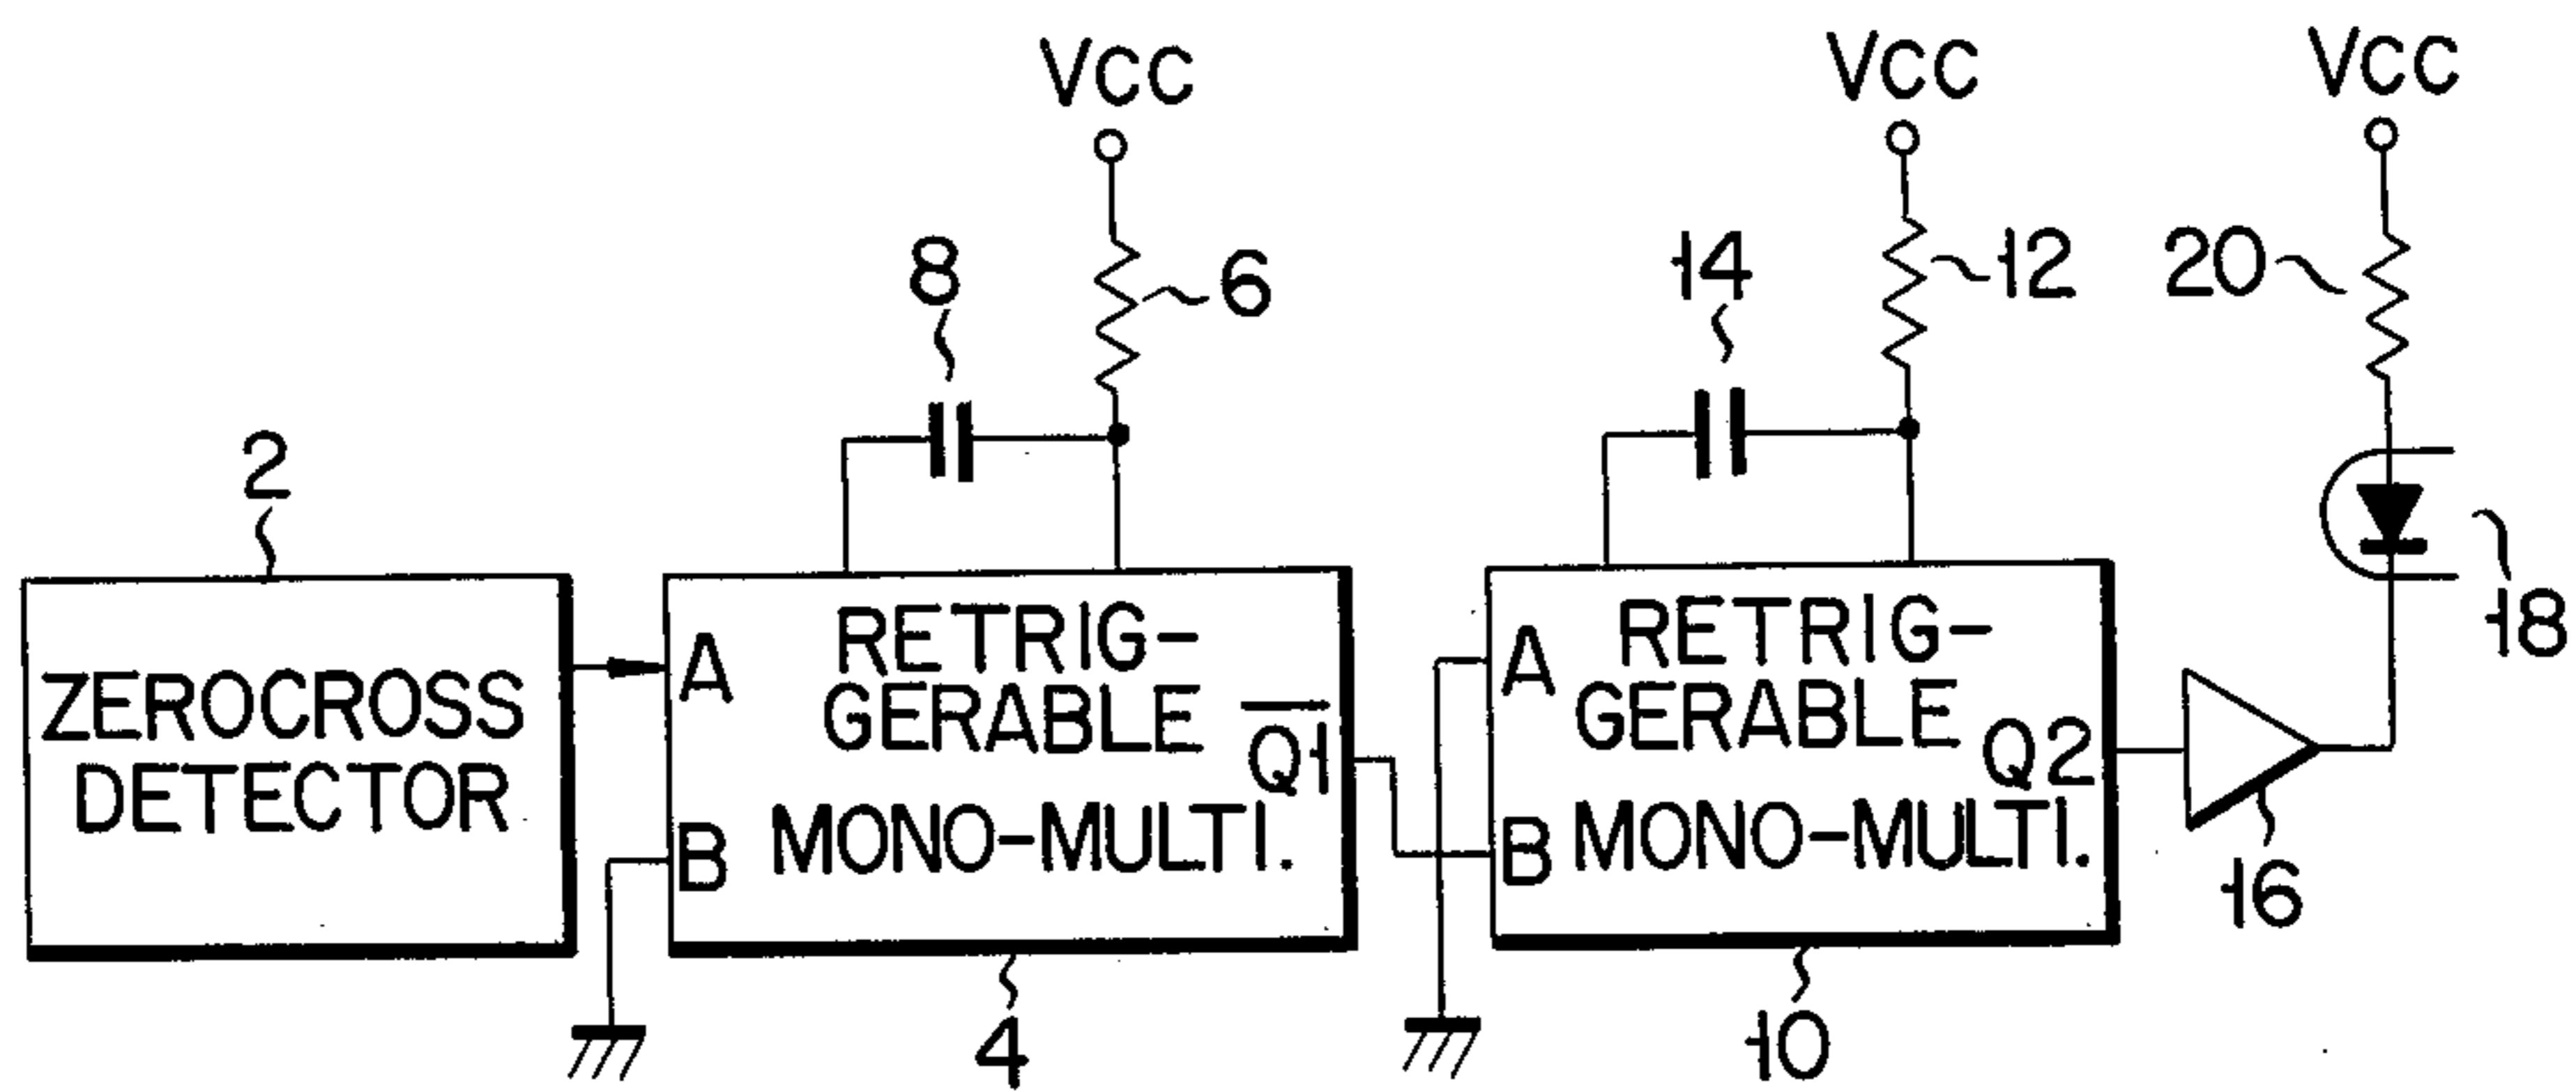 VCC
VCC
VCC
8
6
14
12
20
2
18
ZEROCROSS
DETECTOR
A
B
RETRIG-
GERABLE
MONO-MULTI.
Q1
A
B
RETRIG-
GERABLE
MONO-MULTI.
Q2
16
4
10